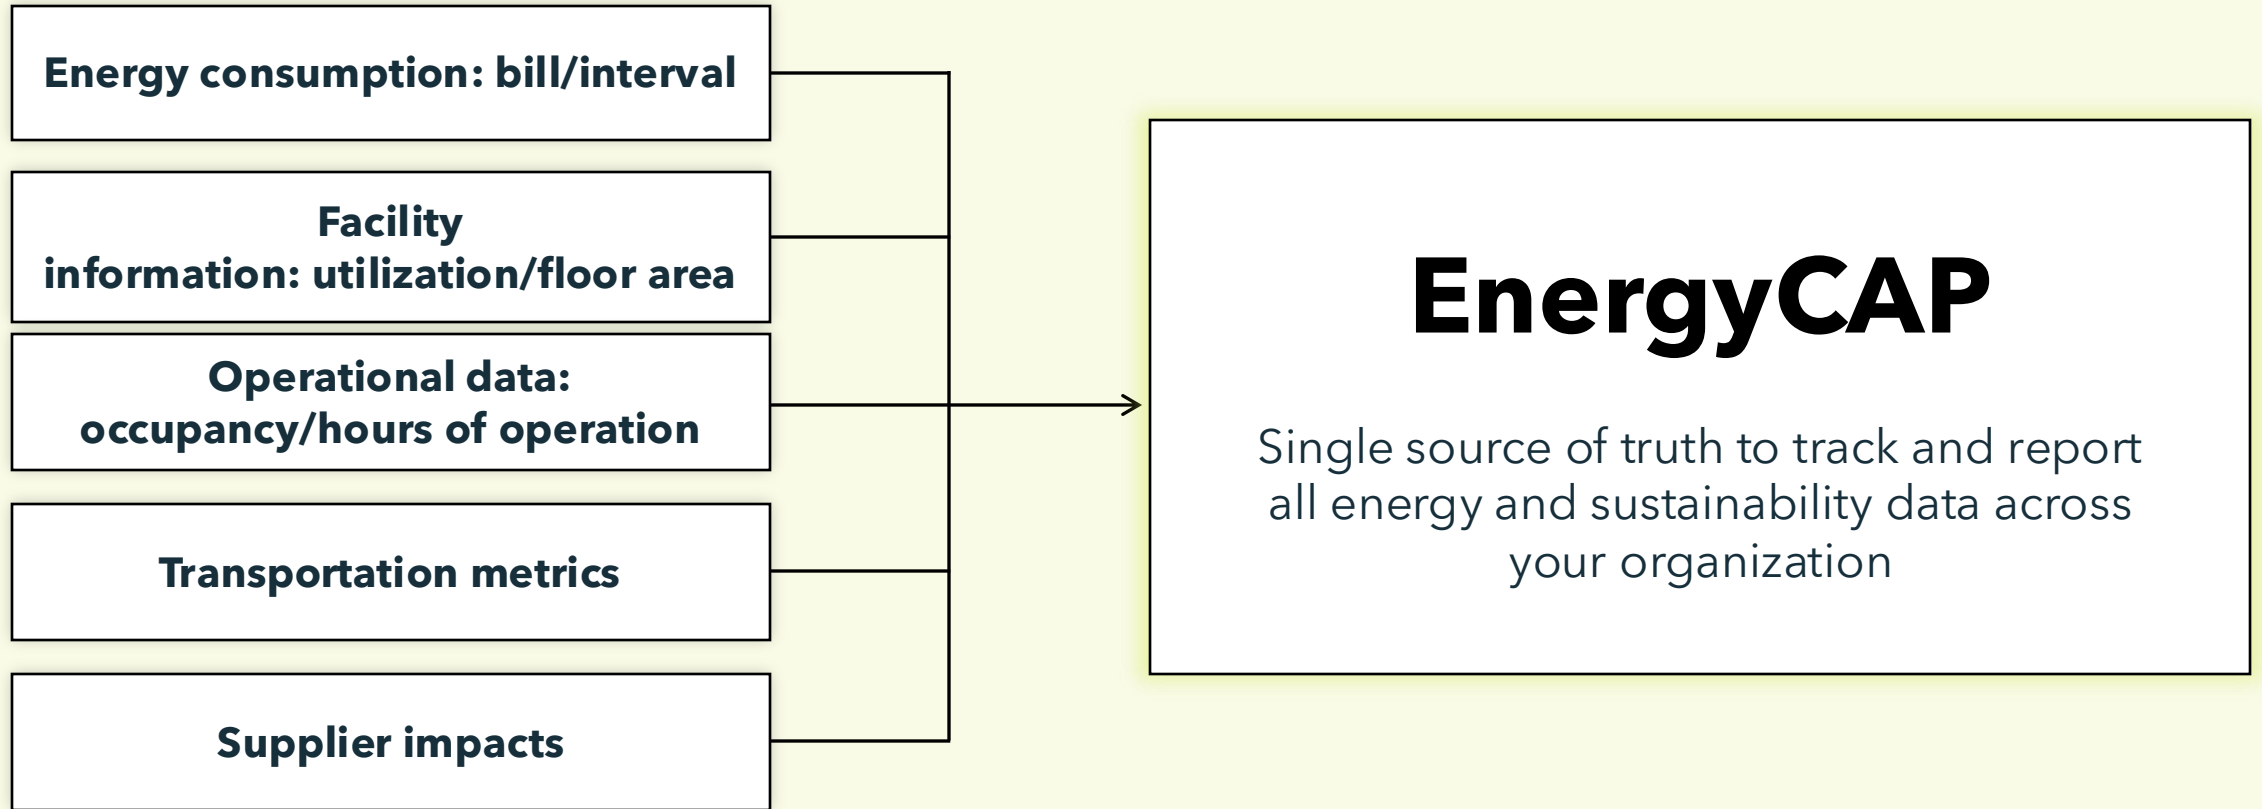 Energy consumption: bill/interval
Facility
information: utilization/floor area
Operational data:
occupancy/hours of operation
Transportation metrics
Supplier impacts
EnergyCAP
Single source of truth to track and report
all energy and sustainability data across
your organization